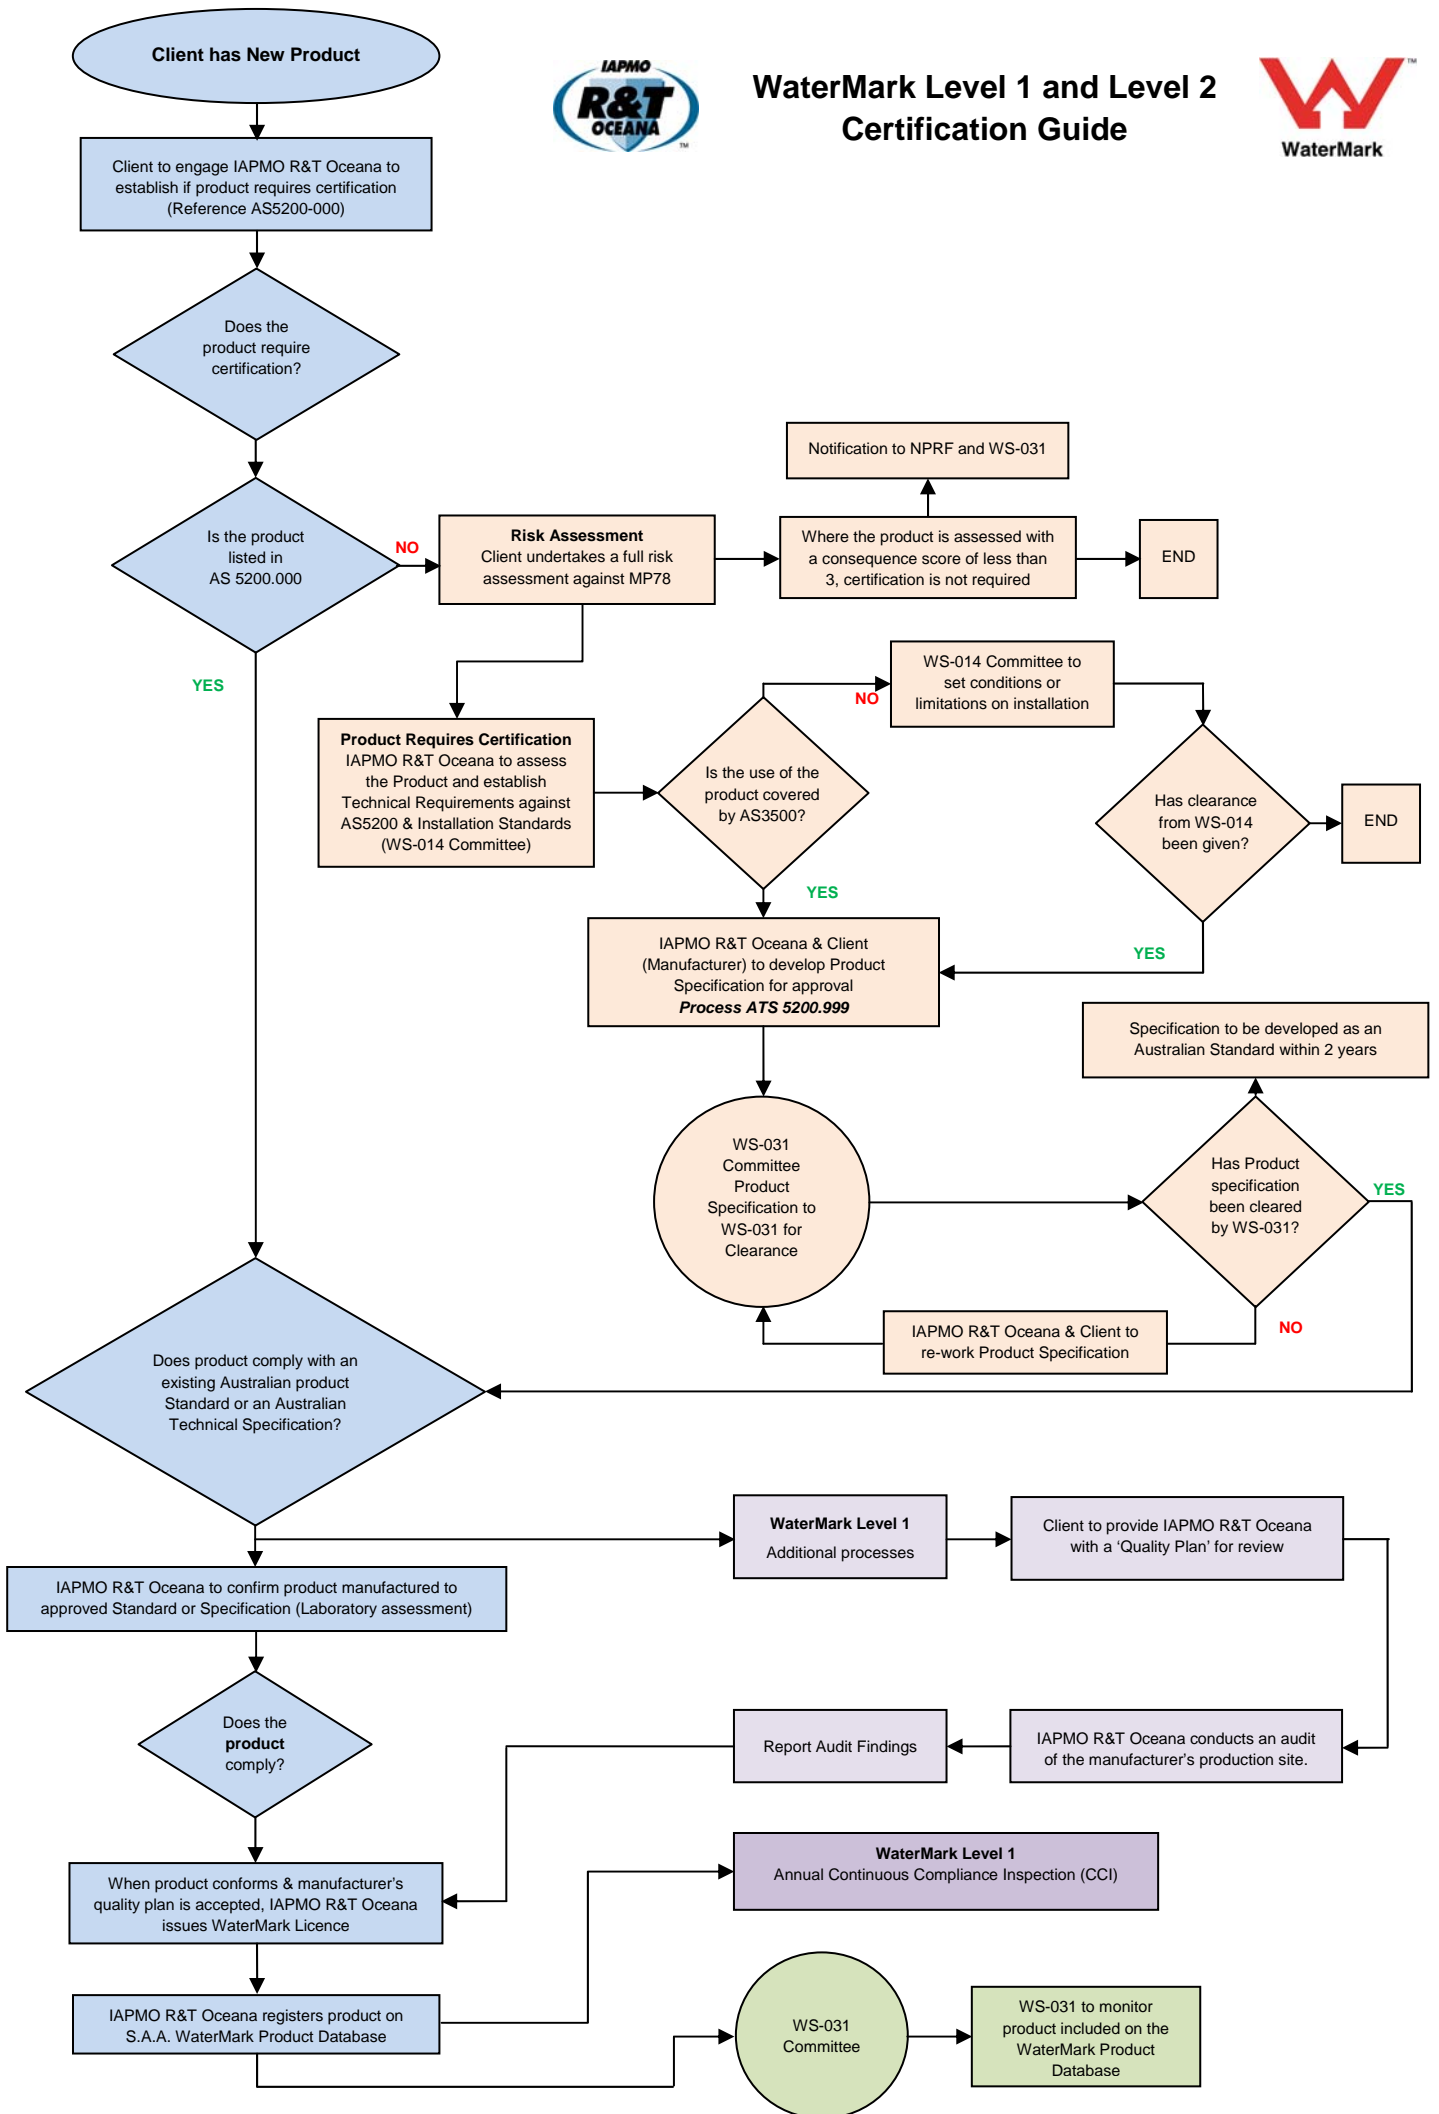 Client has New Product
IAPMO
R&T
OCEANA
TM
WaterMark Level 1 and Level 2
Certification Guide
TM
WaterMark
Client to engage IAPMO R&T Oceana to
establish if product requires certification
(Reference AS5200-000)
Does the
product require
certification?
Is the product
listed in
AS 5200.000
NO
YES
Risk Assessment
Client undertakes a full risk
assessment against MP78
Notification to NPRF and WS-031
Where the product is assessed with
a consequence score of less than
3, certification is not required
END
Product Requires Certification
IAPMO R&T Oceana to assess
the Product and establish
Technical Requirements against
AS5200 & Installation Standards
(WS-014 Committee)
Is the use of the
product covered
by AS3500?
NO
YES
WS-014 Committee to
set conditions or
limitations on installation
Has clearance
from WS-014
been given?
END
YES
IAPMO R&T Oceana & Client
(Manufacturer) to develop Product
Specification for approval
Process ATS 5200.999
Specification to be developed as an
Australian Standard within 2 years
WS-031
Committee
Product
Specification to
WS-031 for
Clearance
Has Product
specification
been cleared
by WS-031?
YES
NO
IAPMO R&T Oceana & Client to
re-work Product Specification
Does product comply with an
existing Australian product
Standard or an Australian
Technical Specification?
WaterMark Level 1
Additional processes
Client to provide IAPMO R&T Oceana
with a ‘Quality Plan’ for review
IAPMO R&T Oceana to confirm product manufactured to
approved Standard or Specification (Laboratory assessment)
Does the
product
comply?
Report Audit Findings
IAPMO R&T Oceana conducts an audit
of the manufacturer’s production site.
When product conforms & manufacturer’s
quality plan is accepted, IAPMO R&T Oceana
issues WaterMark Licence
WaterMark Level 1
Annual Continuous Compliance Inspection (CCI)
IAPMO R&T Oceana registers product on
S.A.A. WaterMark Product Database
WS-031
Committee
WS-031 to monitor
product included on the
WaterMark Product
Database